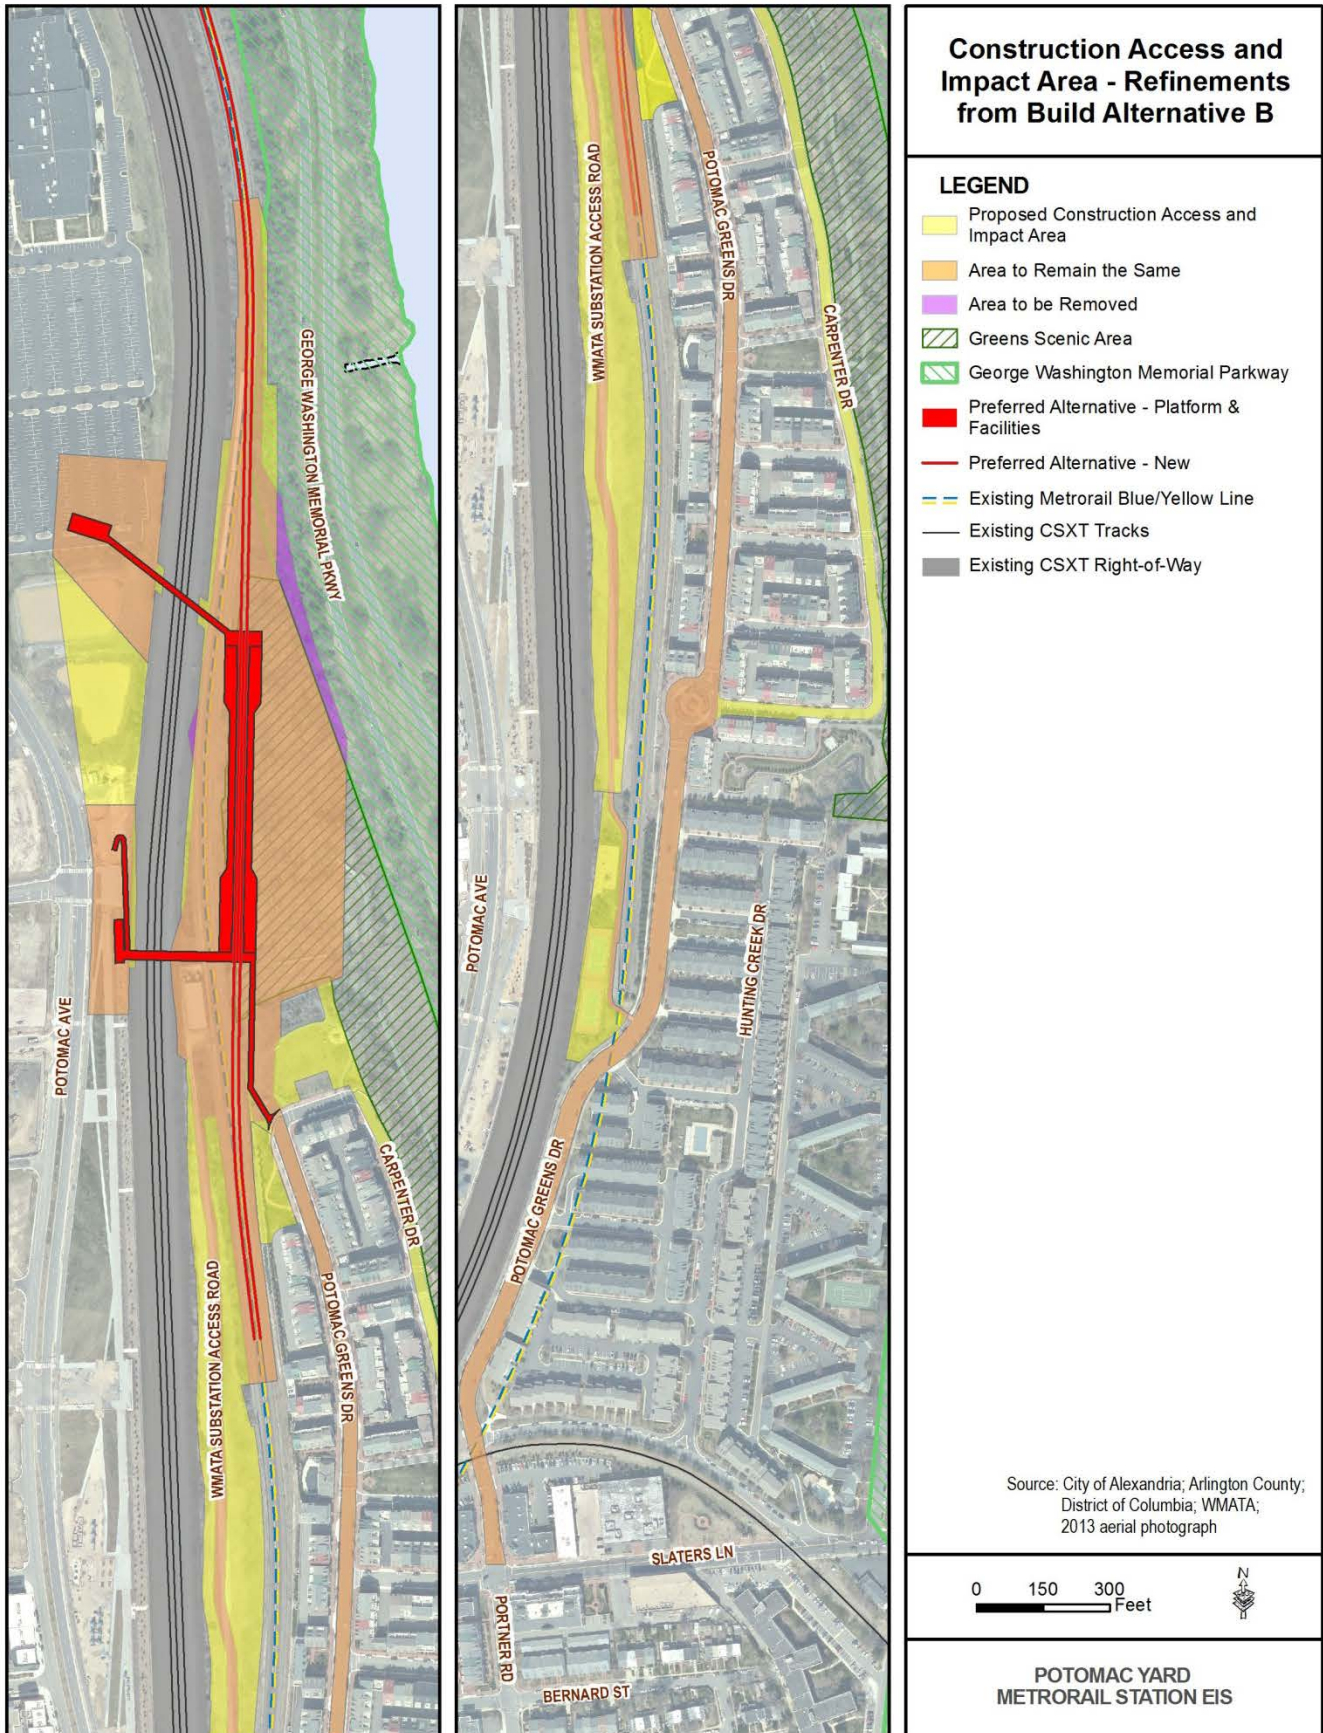 Construction Access and
Impact Area - Refinements
from Build Alternative B
LEGEND
Proposed Construction Access and
Impact Area
Area to Remain the Same
Area to be Removed
Greens Scenic Area
George Washington Memorial Parkway
Preferred Alternative - Platform &
Facilities
Preferred Alternative - New
Existing Metrorail Blue/Yellow Line
Existing CSXT Tracks
Existing CSXT Right-of-Way
GEORGE WASHINGTON MEMORIAL PKWY
POTOMAC AVE
CARPENTER DR
POTOMAC GREENS DR
WMATA SUBSTATION ACCESS ROAD
WMATA SUBSTATION ACCESS ROAD
POTOMAC GREENS DR
CARPENTER DR
POTOMAC AVE
HUNTING CREEK DR
POTOMAC GREENS DR
SLATERS LN
PORTNER RD
BERNARD ST
Source: City of Alexandria; Arlington County;
District of Columbia; WMATA;
2013 aerial photograph
0 150 300
Feet
N
POTOMAC YARD
METRORAIL STATION EIS